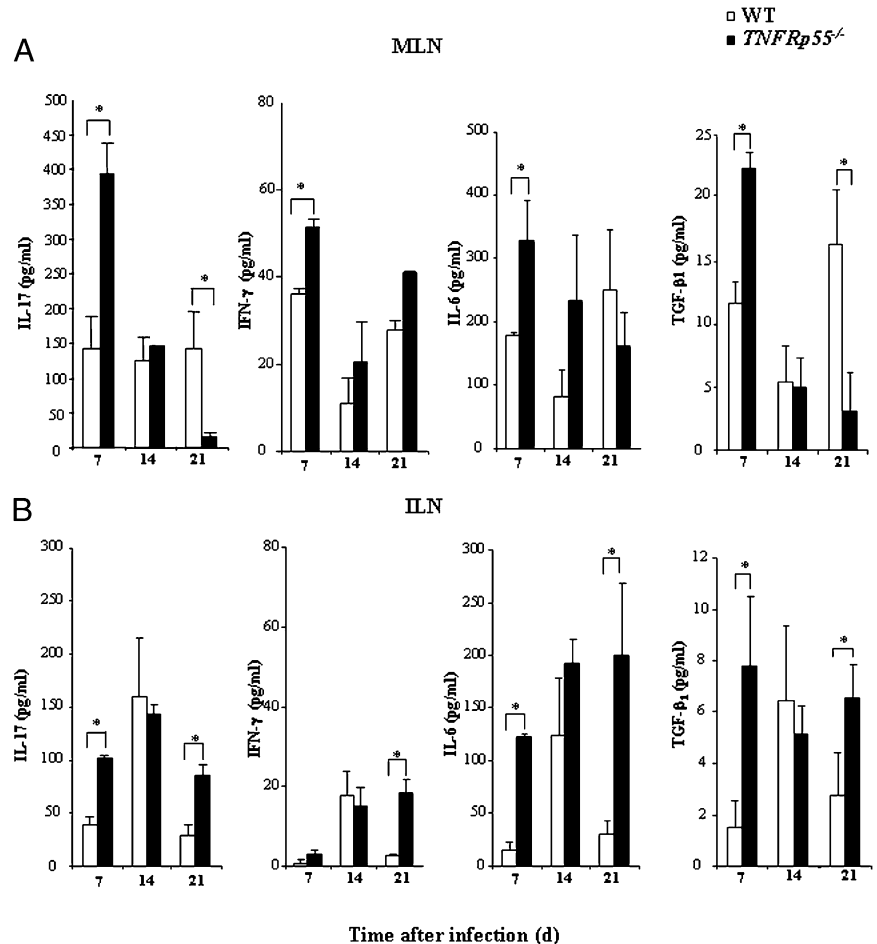 WT
TNFRp55-/-
A
MLN
IL-17 (pg/ml)
500
450
400
350
300
250
200
150
100
50
0
*
*
7 14 21
IFN-γ (pg/ml)
80
60
40
20
0
*
7 14 21
IL-6 (pg/ml)
500
400
300
200
100
0
*
7 14 21
TGF-β1 (pg/ml)
25
20
15
10
5
0
*
*
7 14 21
B
ILN
IL-17 (pg/ml)
300
250
200
150
100
50
0
*
*
7 14 21
IFN-γ (pg/ml)
80
60
40
20
0
*
7 14 21
IL-6 (pg/ml)
300
250
200
150
100
50
0
*
*
7 14 21
TGF-β1 (pg/ml)
12
10
8
6
4
2
0
*
*
7 14 21
Time after infection (d)